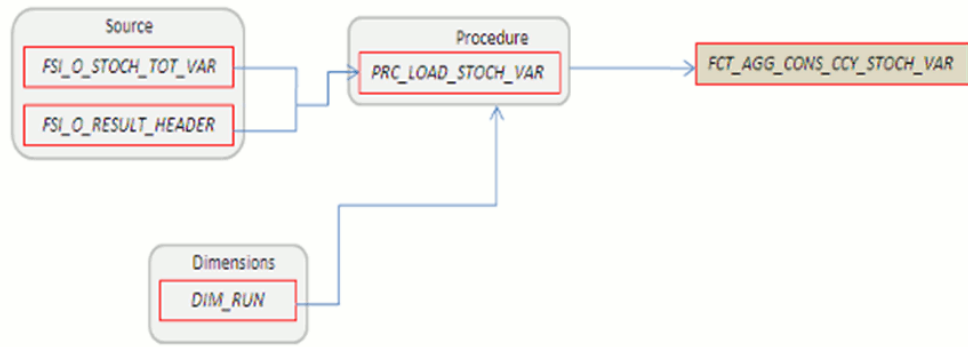 Source
FSI_O_STOCH_TOT_VAR
FSI_O_RESULT_HEADER
Procedure
PRC_LOAD_STOCH_VAR
FCT_AGG_CONS_CCY_STOCH_VAR
Dimensions
DIM_RUN